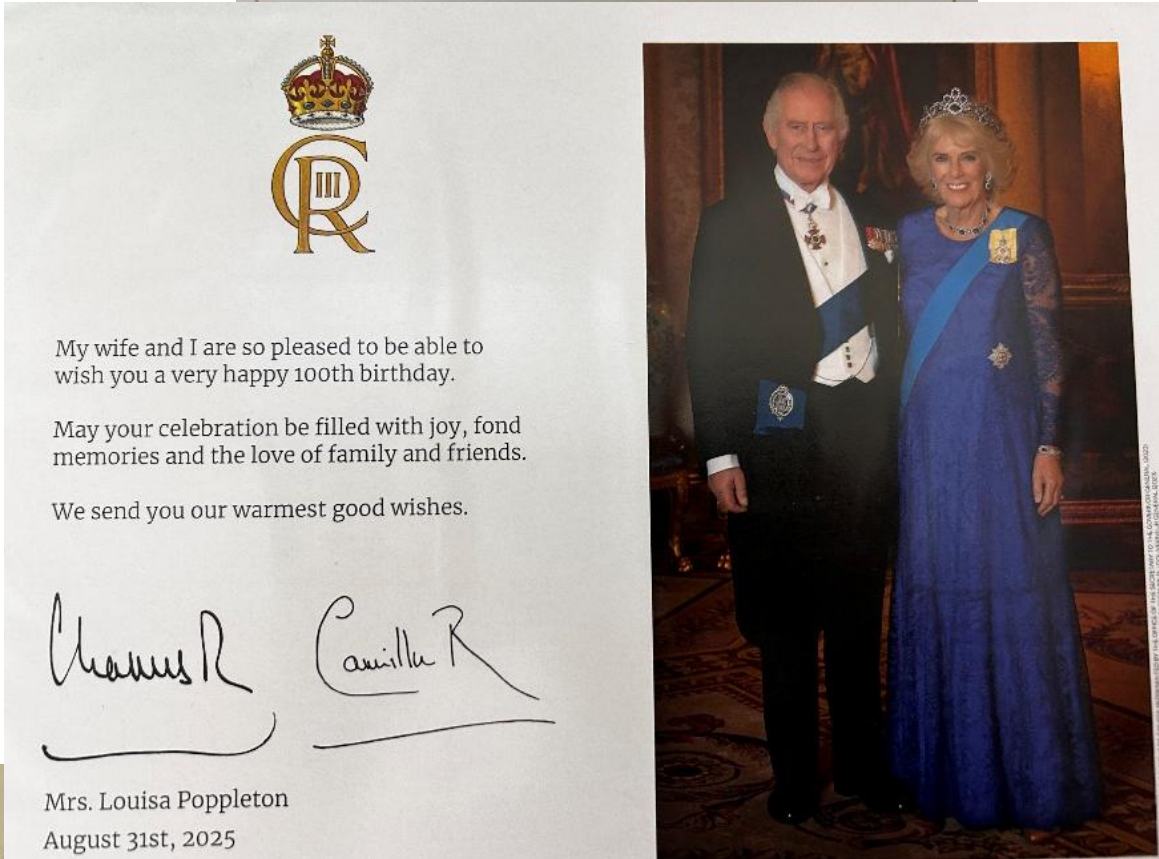 CIIIR
My wife and I are so pleased to be able to
wish you a very happy 100th birthday.
May your celebration be filled with joy, fond
memories and the love of family and friends.
We send you our warmest good wishes.
Charles R
Camilla R
Mrs. Louisa Poppleton
August 31st, 2025